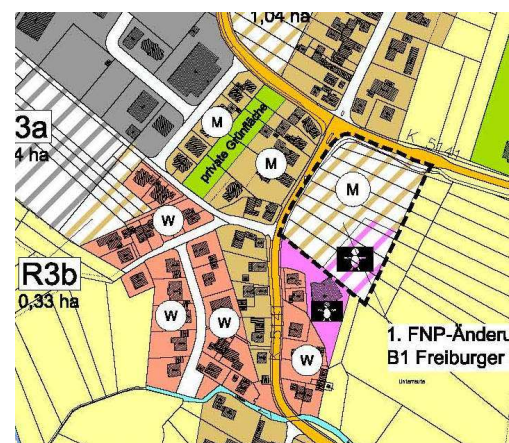 1,04 ha
3a
4 ha
M
private Grünfläche
M
K 5141
M
W
R3b
0,33 ha
W
W
W
1. FNP-Änderu
B1 Freiburger